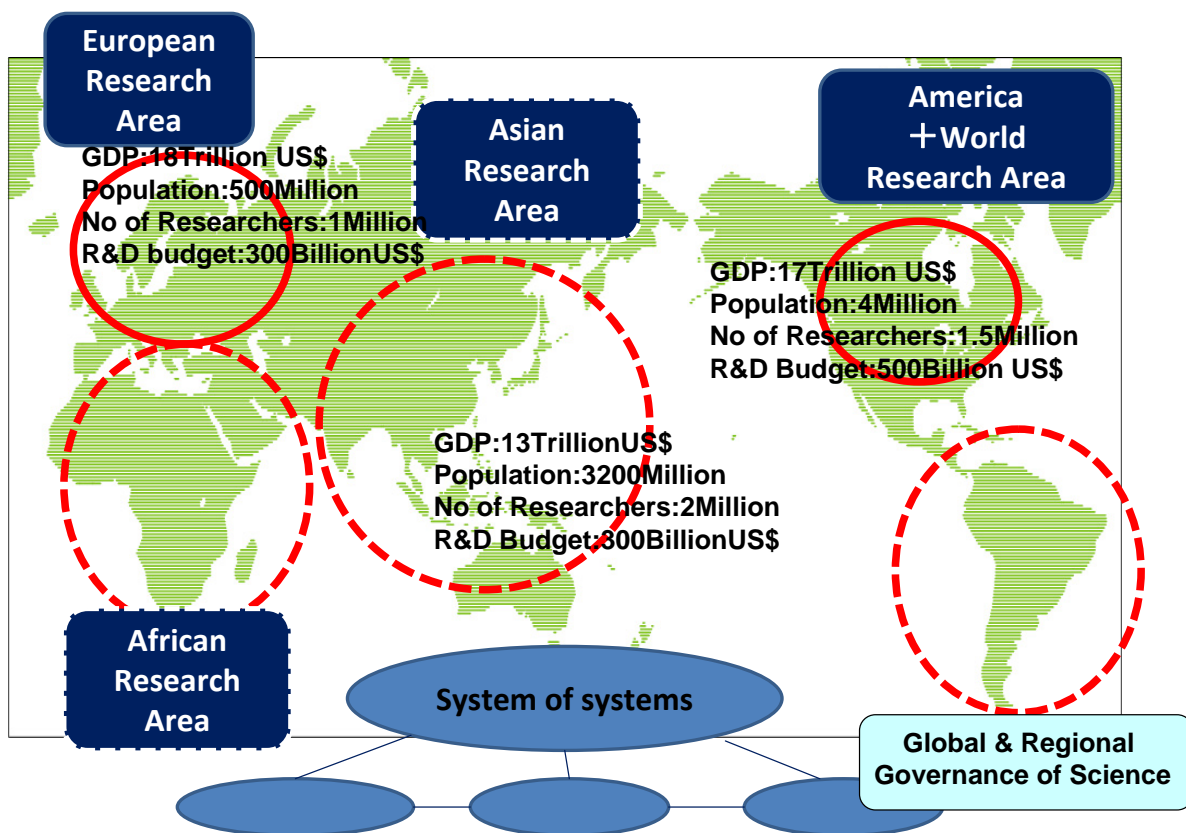 European
Research
Area
GDP:18Trillion US$
Population:500Million
No of Researchers:1Million
R&D budget:300BillionUS$
Asian
Research
Area
America
＋World
Research Area
GDP:17Trillion US$
Population:4Million
No of Researchers:1.5Million
R&D Budget:500Billion US$
GDP:13TrillionUS$
Population:3200Million
No of Researchers:2Million
R&D Budget:300BillionUS$
African
Research
Area
System of systems
Global & Regional
Governance of Science